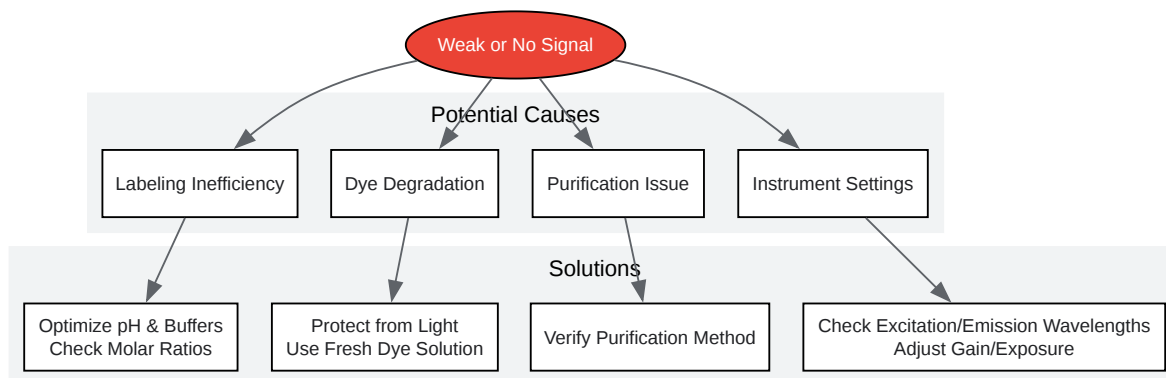 Weak or No Signal
Potential Causes
Labeling Inefficiency
Dye Degradation
Purification Issue
Instrument Settings
Solutions
Optimize pH & Buffers
Check Molar Ratios
Protect from Light
Use Fresh Dye Solution
Verify Purification Method
Check Excitation/Emission Wavelengths
Adjust Gain/Exposure